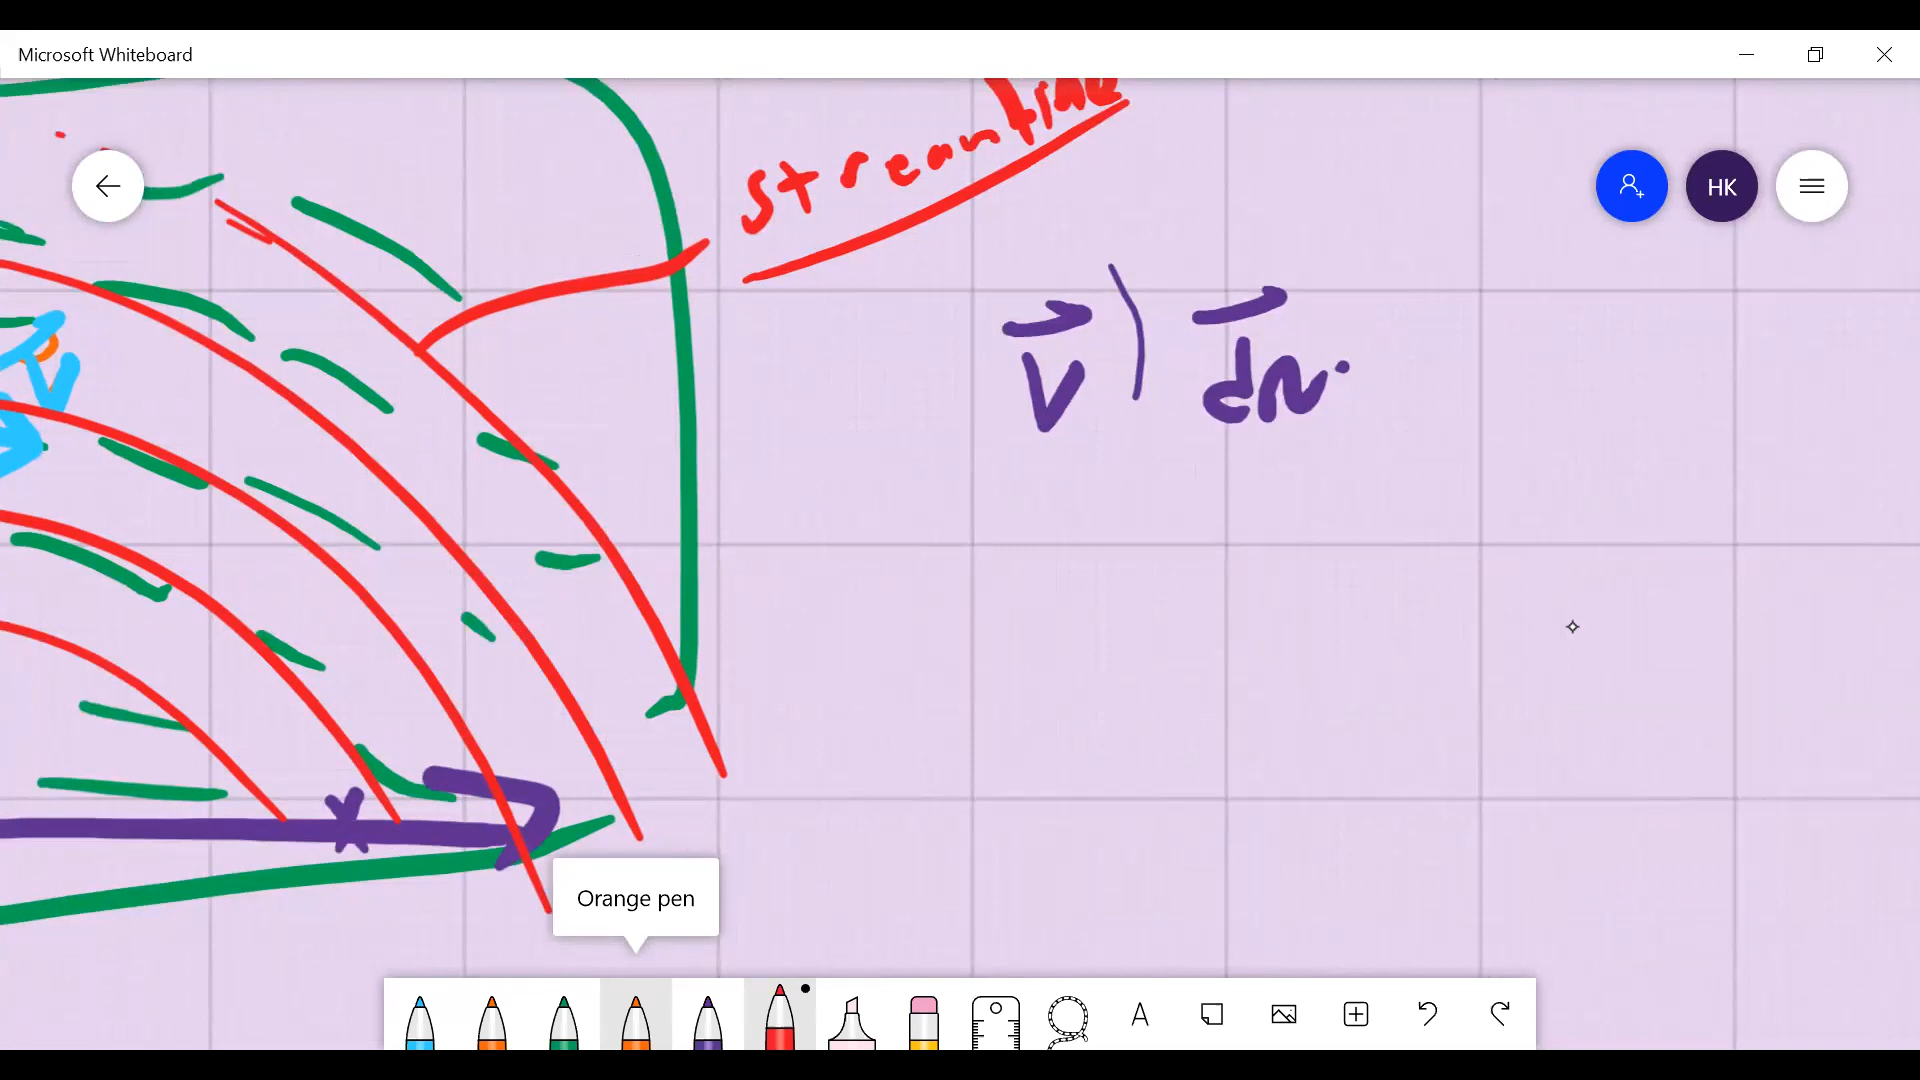 Microsoft Whiteboard
streamline
HK
V ) dr
V
Orange pen
A